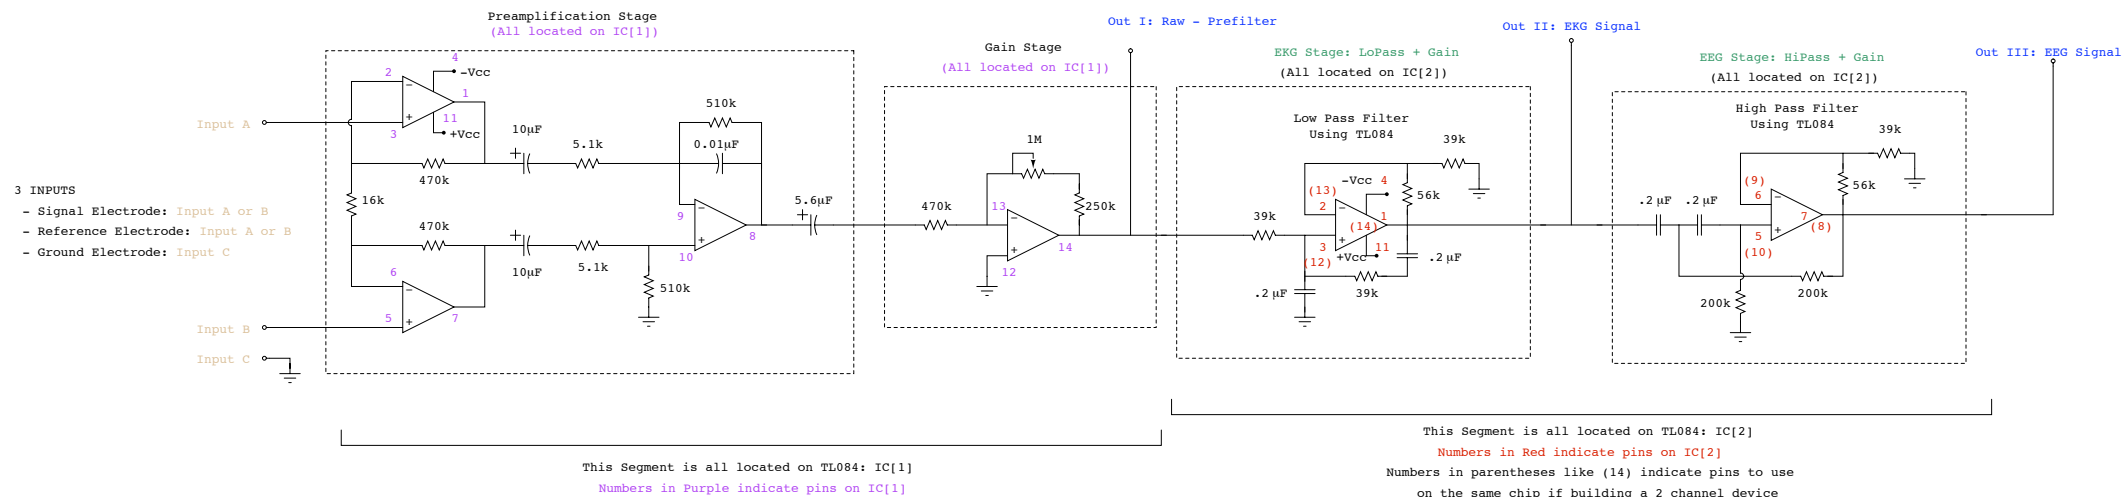 Preamplification Stage
(All located on IC[1])
Out I: Raw - Prefilter
Out II: EKG Signal
Out III: EEG Signal
Gain Stage
(All located on IC[1])
EKG Stage: LoPass + Gain
(All located on IC[2])
EEG Stage: HiPass + Gain
(All located on IC[2])
Low Pass Filter
Using TL084
High Pass Filter
Using TL084
3 INPUTS
- Signal Electrode: Input A or B
- Reference Electrode: Input A or B
- Ground Electrode: Input C
Input A
Input B
Input C
2
4
-Vcc
1
11
+Vcc
3
470k
16k
470k
6
5
7
10µF
5.1k
10µF
5.1k
510k
0.01µF
9
10
8
510k
5.6µF
470k
1M
250k
13
12
14
39k
-Vcc
4
(13)
2
1
(14)
3
(12)
11
+Vcc
56k
39k
.2 µF
39k
.2 µF
.2 µF
.2 µF
(9)
6
7
(8)
5
(10)
39k
56k
200k
200k
This Segment is all located on TL084: IC[1]
Numbers in Purple indicate pins on IC[1]
This Segment is all located on TL084: IC[2]
Numbers in Red indicate pins on IC[2]
Numbers in parentheses like (14) indicate pins to use
on the same chip if building a 2 channel device